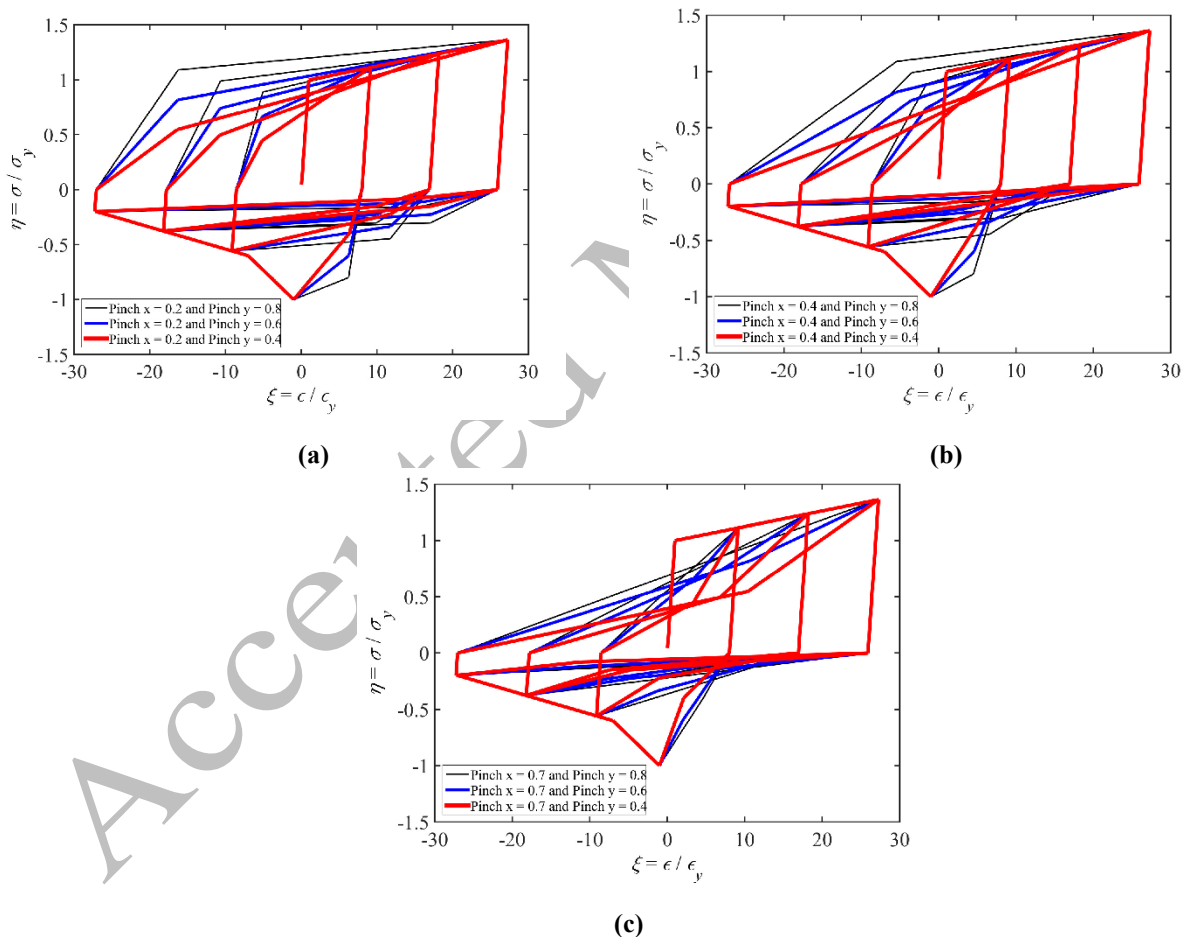 1.5
1
0.5
0
-0.5
-1
-1.5
η = σ / σy
Pinch x = 0.2 and Pinch y = 0.8
Pinch x = 0.2 and Pinch y = 0.6
Pinch x = 0.2 and Pinch y = 0.4
-30 -20 -10 0 10 20 30
ξ = c / cy
(a)
1.5
1
0.5
0
-0.5
-1
-1.5
η = σ / σy
Pinch x = 0.4 and Pinch y = 0.8
Pinch x = 0.4 and Pinch y = 0.6
Pinch x = 0.4 and Pinch y = 0.4
-30 -20 -10 0 10 20 30
ξ = ϵ / ϵy
(b)
1.5
1
0.5
0
-0.5
-1
-1.5
η = σ / σy
Pinch x = 0.7 and Pinch y = 0.8
Pinch x = 0.7 and Pinch y = 0.6
Pinch x = 0.7 and Pinch y = 0.4
-30 -20 -10 0 10 20 30
ξ = ϵ / ϵy
(c)